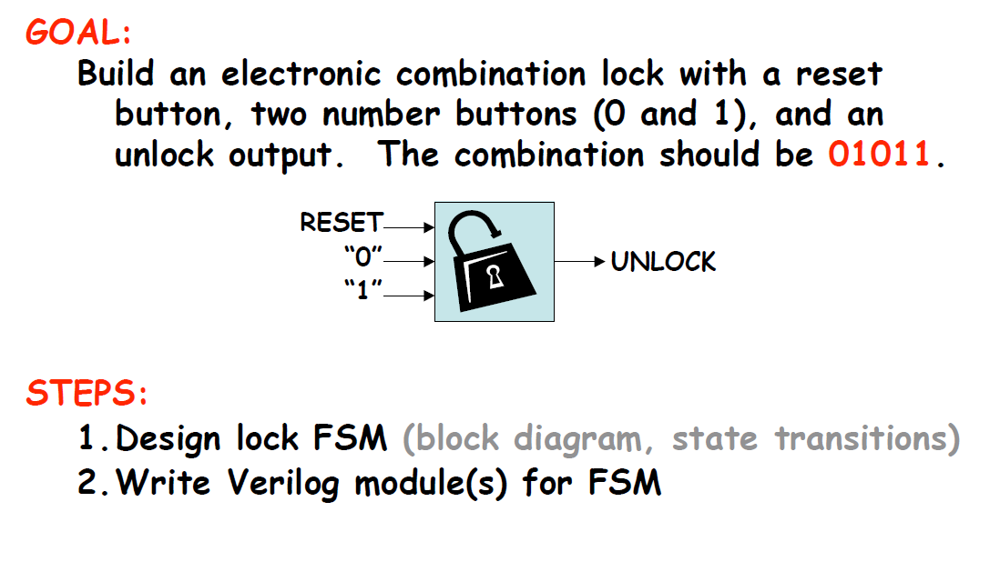 GOAL:
Build an electronic combination lock with a reset
button, two number buttons (0 and 1), and an
unlock output. The combination should be 01011.
RESET
“0”
“1”
UNLOCK
STEPS:
1. Design lock FSM (block diagram, state transitions)
2. Write Verilog module(s) for FSM